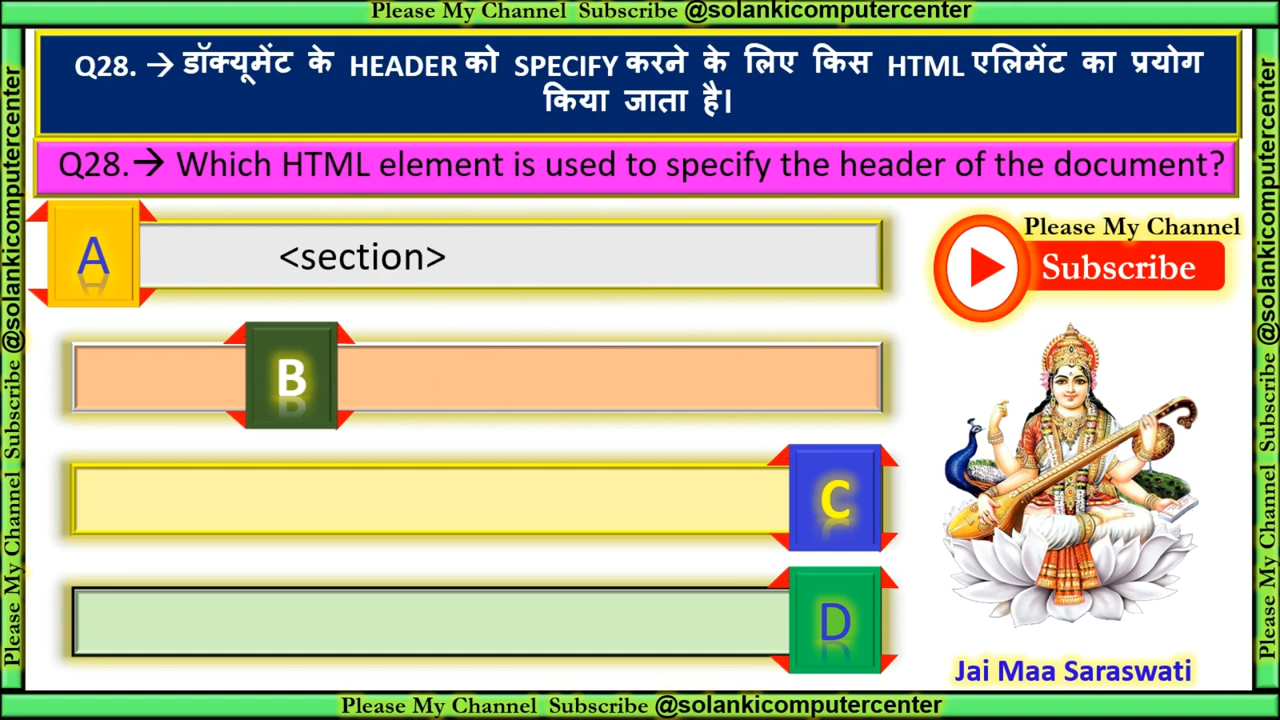 Please My Channel Subscribe @solankicomputercenter
Q28. → डॉक्यूमेंट के HEADER को SPECIFY करने के लिए किस HTML एलिमेंट का प्रयोग
किया जाता है।
Q28.→ Which HTML element is used to specify the header of the document?
A <section>
B
C
D
Please My Channel
Subscribe
Jai Maa Saraswati
Please My Channel Subscribe @solankicomputercenter
Please My Channel Subscribe @solankicomputercenter
Please My Channel Subscribe @solankicomputercenter